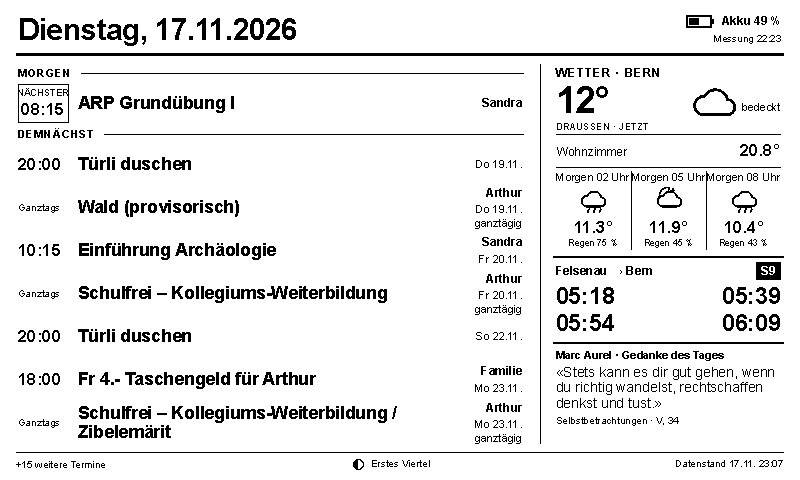 Dienstag, 17.11.2026
Akku 49 %
Messung 22:23
MORGEN
NÄCHSTER
08:15
ARP Grundübung I
Sandra
DEMNÄCHST
20:00
Türli duschen
Do 19.11.
Ganztags
Wald (provisorisch)
Arthur
Do 19.11.
ganztägig
10:15
Einführung Archäologie
Sandra
Fr 20.11.
Ganztags
Schulfrei – Kollegiums-Weiterbildung
Arthur
Fr 20.11.
ganztägig
20:00
Türli duschen
So 22.11.
18:00
Fr 4.- Taschengeld für Arthur
Familie
Mo 23.11.
Ganztags
Schulfrei – Kollegiums-Weiterbildung /
Zibelemärit
Arthur
Mo 23.11.
ganztägig
WETTER · BERN
12°
bedeckt
DRAUSSEN · JETZT
Wohnzimmer 20.8°
Morgen 02 Uhr Morgen 05 Uhr Morgen 08 Uhr
11.3° 11.9° 10.4°
Regen 75 % Regen 45 % Regen 43 %
Felsenau › Bern S9
05:18 05:39
05:54 06:09
Marc Aurel · Gedanke des Tages
«Stets kann es dir gut gehen, wenn
du richtig wandelst, rechtschaffen
denkst und tust.»
Selbstbetrachtungen · V, 34
+15 weitere Termine
Erstes Viertel
Datenstand 17.11. 23:07